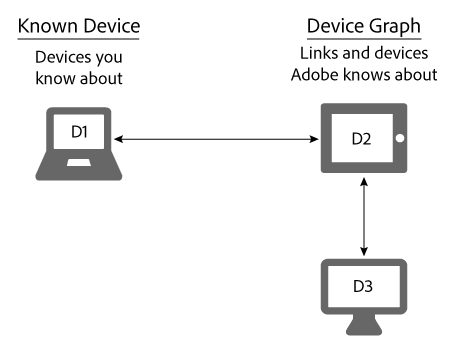 Known Device
Devices you
know about
Device Graph
Links and devices
Adobe knows about
D1
D2
D3